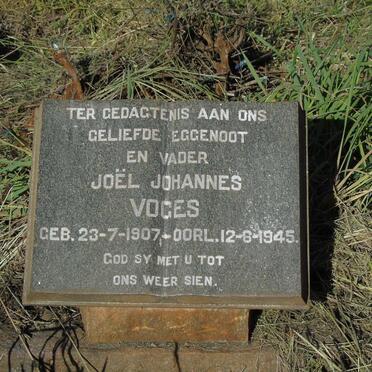 TER GEDAGTENIS AAN ONS
GELIEFDE EGGENOOT
EN VADER
JOËL JOHANNES
VOGES
GEB. 23-7-1907 - OORL. 12-6-1945.
GOD SY MET U TOT
ONS WEER SIEN.